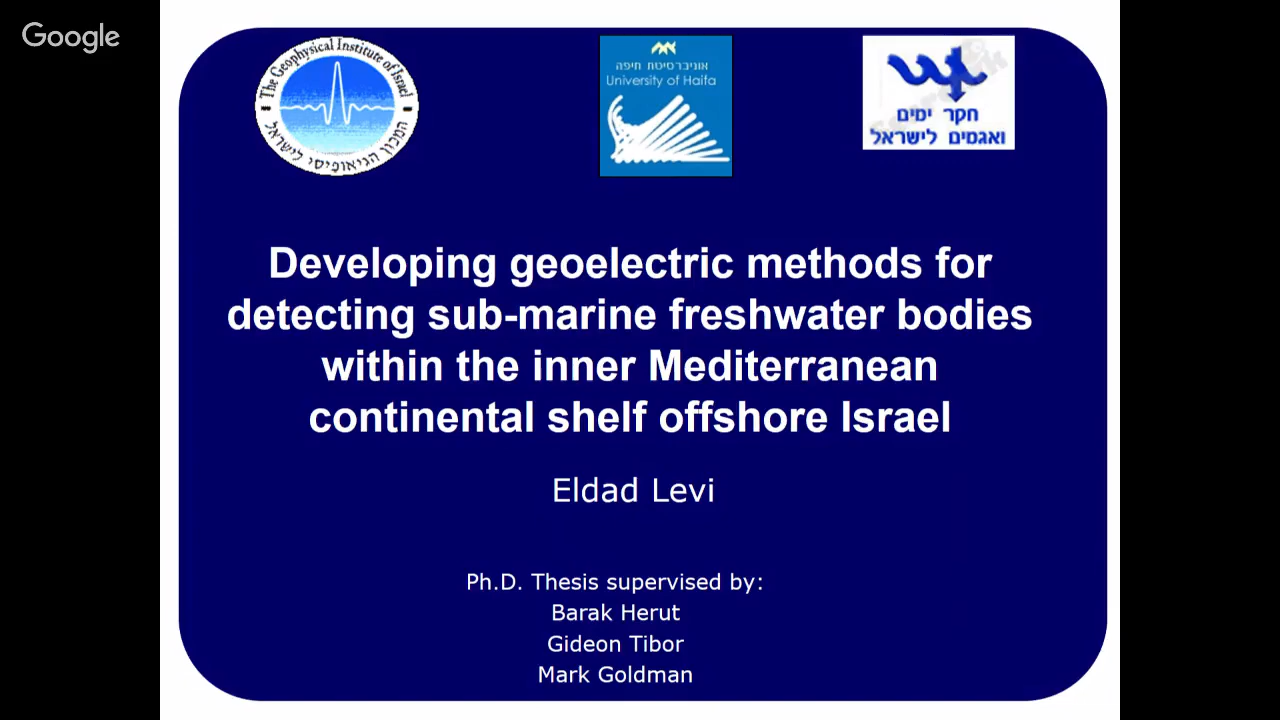 Google
The Geophysical Institute of Israel
המכון הגיאופיסי לישראל
אוניברסיטת חיפה
University of Haifa
חקר ימים
ואגמים לישראל
Developing geoelectric methods for
detecting sub-marine freshwater bodies
within the inner Mediterranean
continental shelf offshore Israel
Eldad Levi
Ph.D. Thesis supervised by:
Barak Herut
Gideon Tibor
Mark Goldman